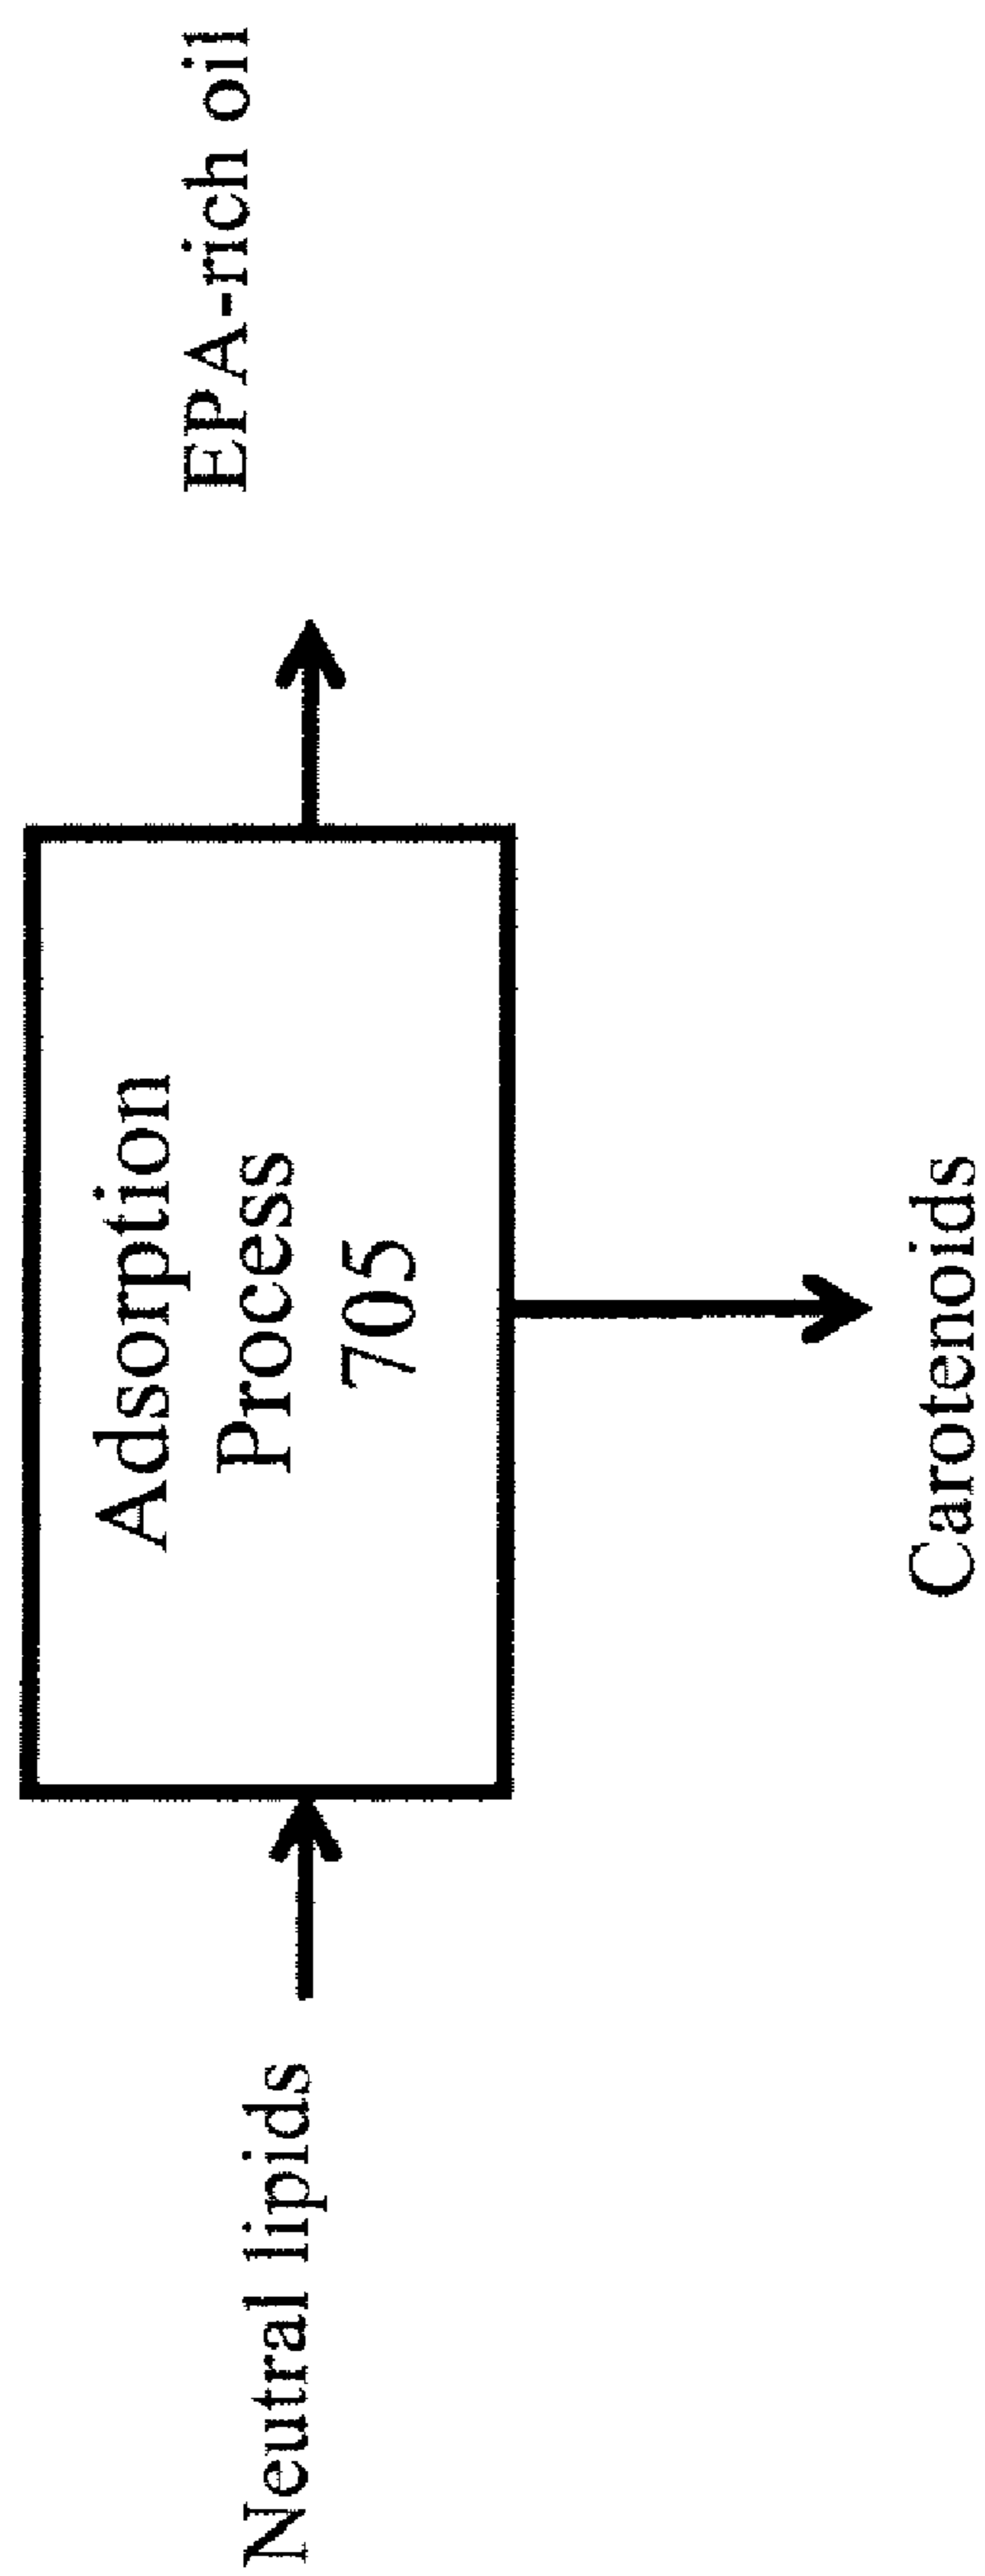 Neutral lipids
Adsorption
Process
705
EPA-rich oil
Carotenoids